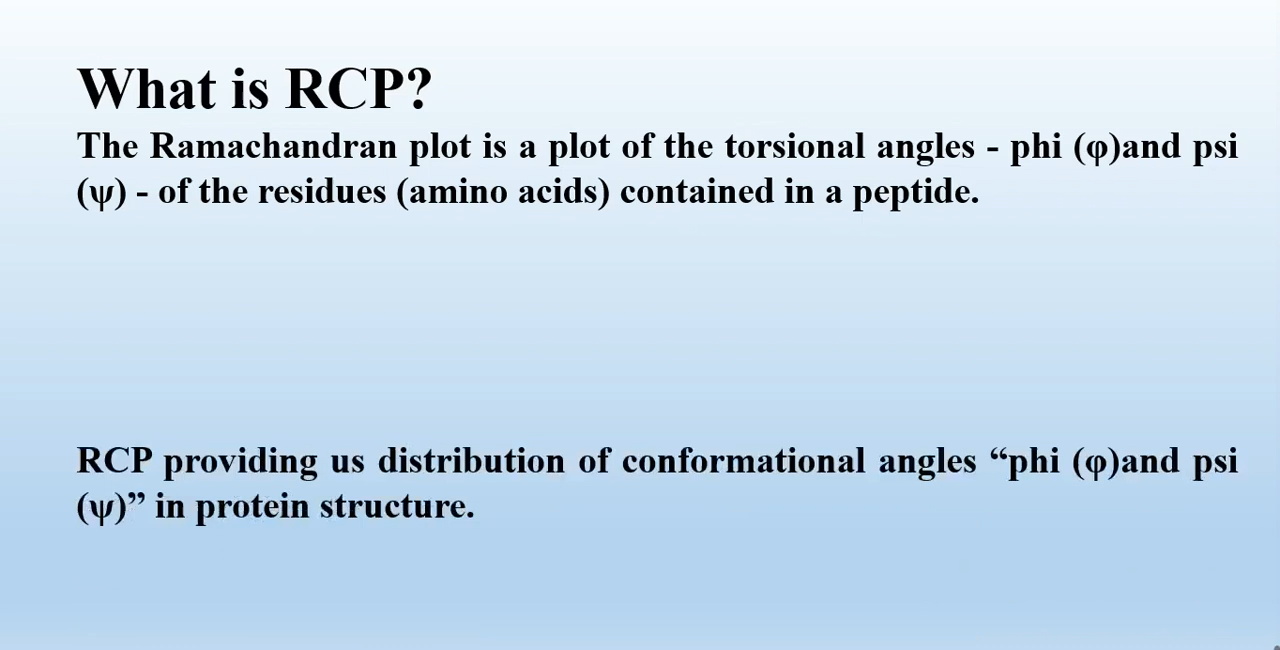 What is RCP?
The Ramachandran plot is a plot of the torsional angles - phi (φ)and psi
(ψ) - of the residues (amino acids) contained in a peptide.
RCP providing us distribution of conformational angles “phi (φ)and psi
(ψ)” in protein structure.